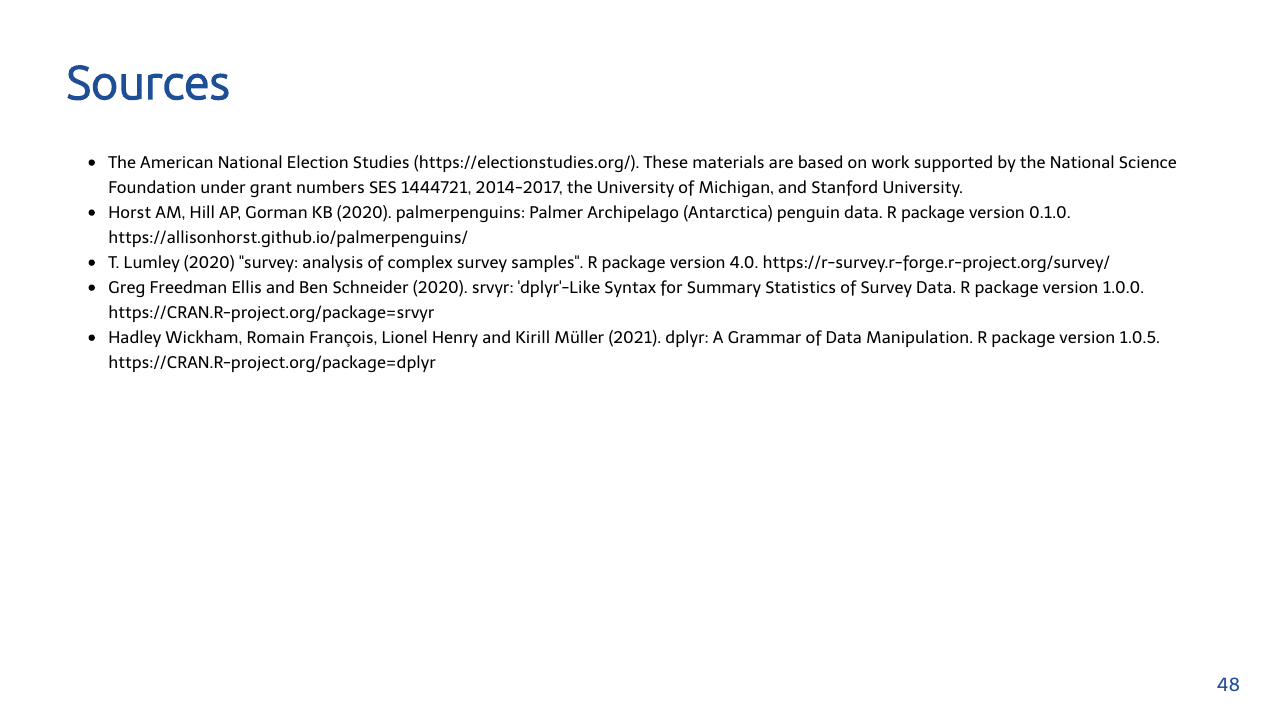 Sources
• The American National Election Studies (https://electionstudies.org/). These materials are based on work supported by the National Science
Foundation under grant numbers SES 1444721, 2014-2017, the University of Michigan, and Stanford University.
• Horst AM, Hill AP, Gorman KB (2020). palmerpenguins: Palmer Archipelago (Antarctica) penguin data. R package version 0.1.0.
https://allisonhorst.github.io/palmerpenguins/
• T. Lumley (2020) "survey: analysis of complex survey samples". R package version 4.0. https://r-survey.r-forge.r-project.org/survey/
• Greg Freedman Ellis and Ben Schneider (2020). srvyr: 'dplyr'-Like Syntax for Summary Statistics of Survey Data. R package version 1.0.0.
https://CRAN.R-project.org/package=srvyr
• Hadley Wickham, Romain François, Lionel Henry and Kirill Müller (2021). dplyr: A Grammar of Data Manipulation. R package version 1.0.5.
https://CRAN.R-project.org/package=dplyr
48